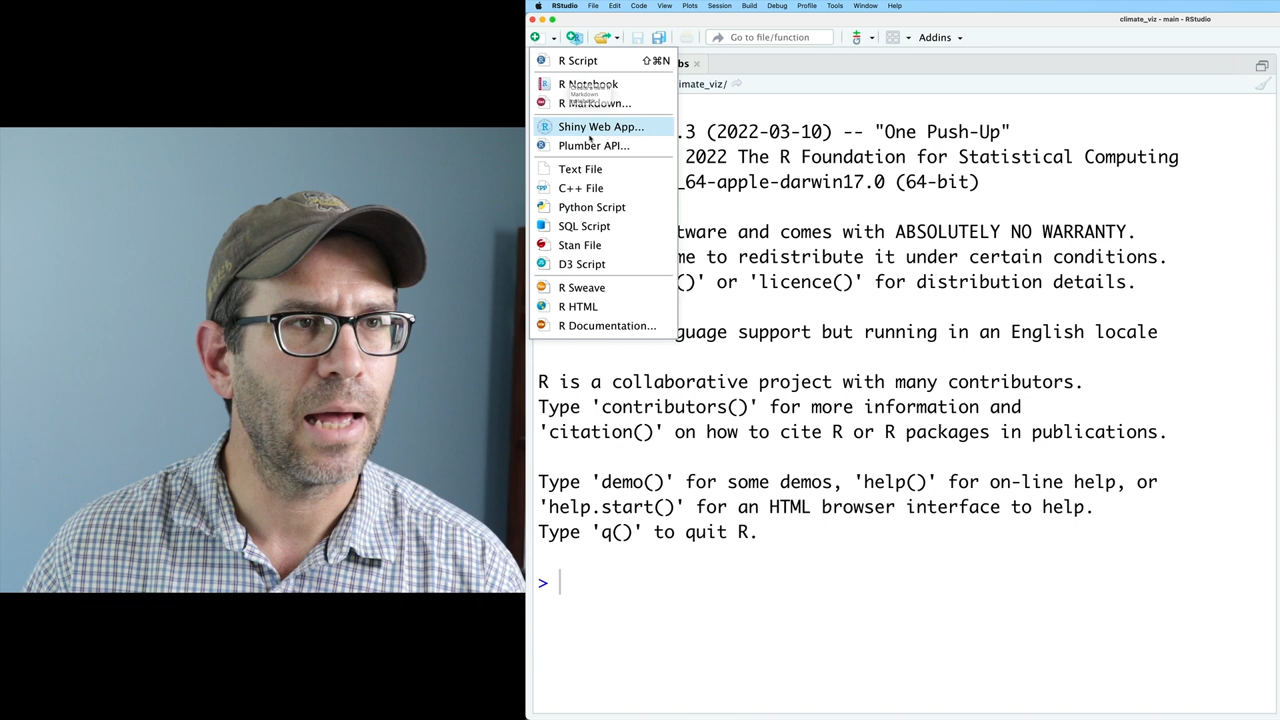 RStudio File Edit Code View Plots Session Build Debug Profile Tools Window Help
climate_viz - main - RStudio
Go to file/function Addins
R Script ⇧⌘N
bs ×
R Notebook
imate_viz/
R Markdown...
Shiny Web App...
.3 (2022-03-10) -- "One Push-Up"
Plumber API...
2022 The R Foundation for Statistical Computing
Text File
_64-apple-darwin17.0 (64-bit)
C++ File
Python Script
SQL Script
tware and comes with ABSOLUTELY NO WARRANTY.
Stan File
me to redistribute it under certain conditions.
D3 Script
()' or 'licence()' for distribution details.
R Sweave
R HTML
R Documentation...
guage support but running in an English locale
R is a collaborative project with many contributors.
Type 'contributors()' for more information and
'citation()' on how to cite R or R packages in publications.
Type 'demo()' for some demos, 'help()' for on-line help, or
'help.start()' for an HTML browser interface to help.
Type 'q()' to quit R.
>